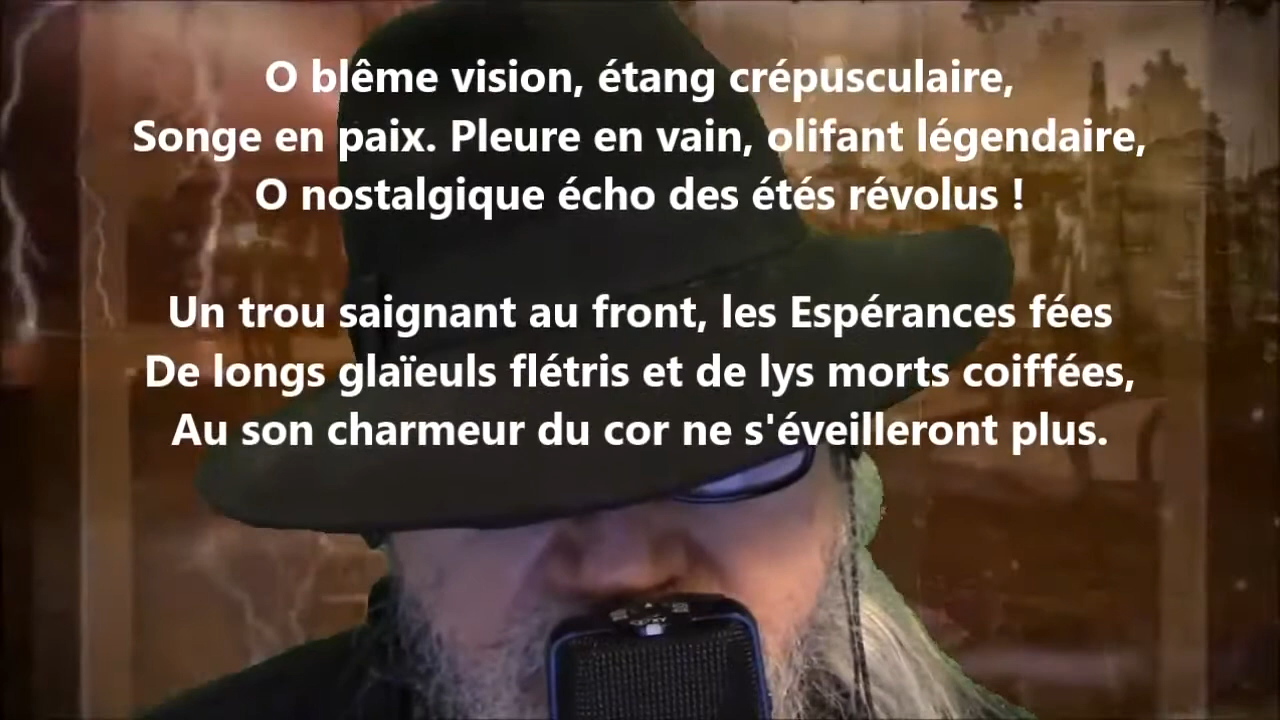 O blême vision, étang crépusculaire,
Songe en paix. Pleure en vain, olifant légendaire,
O nostalgique écho des étés révolus !
Un trou saignant au front, les Espérances fées
De longs glaïeuls flétris et de lys morts coiffées,
Au son charmeur du cor ne s'éveilleront plus.